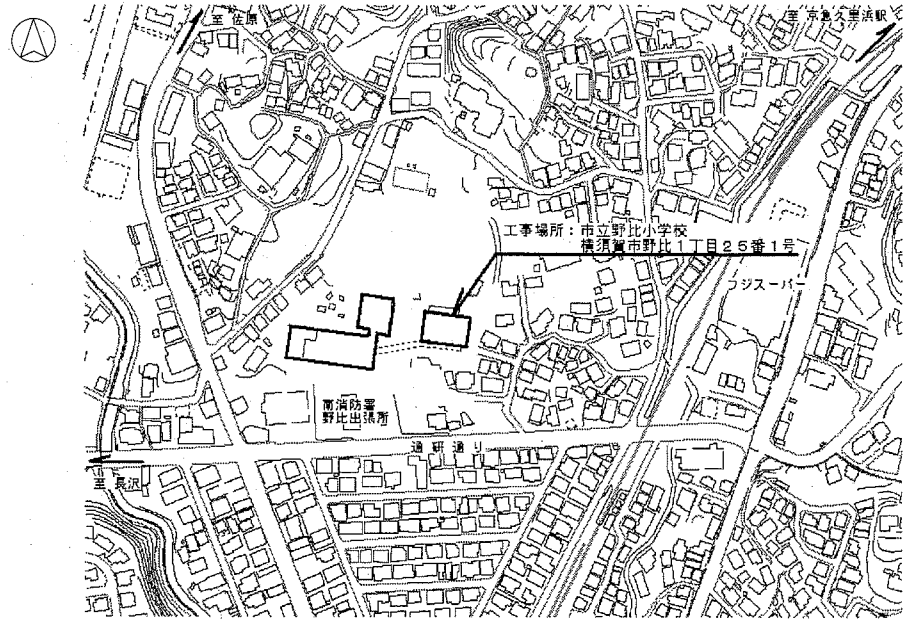 至 佐原
至 京急久里浜駅
工事場所：市立野比小学校
横須賀市野比１丁目２５番１号
フジスーパー
南消防署
野比出張所
通研通り
至 長沢